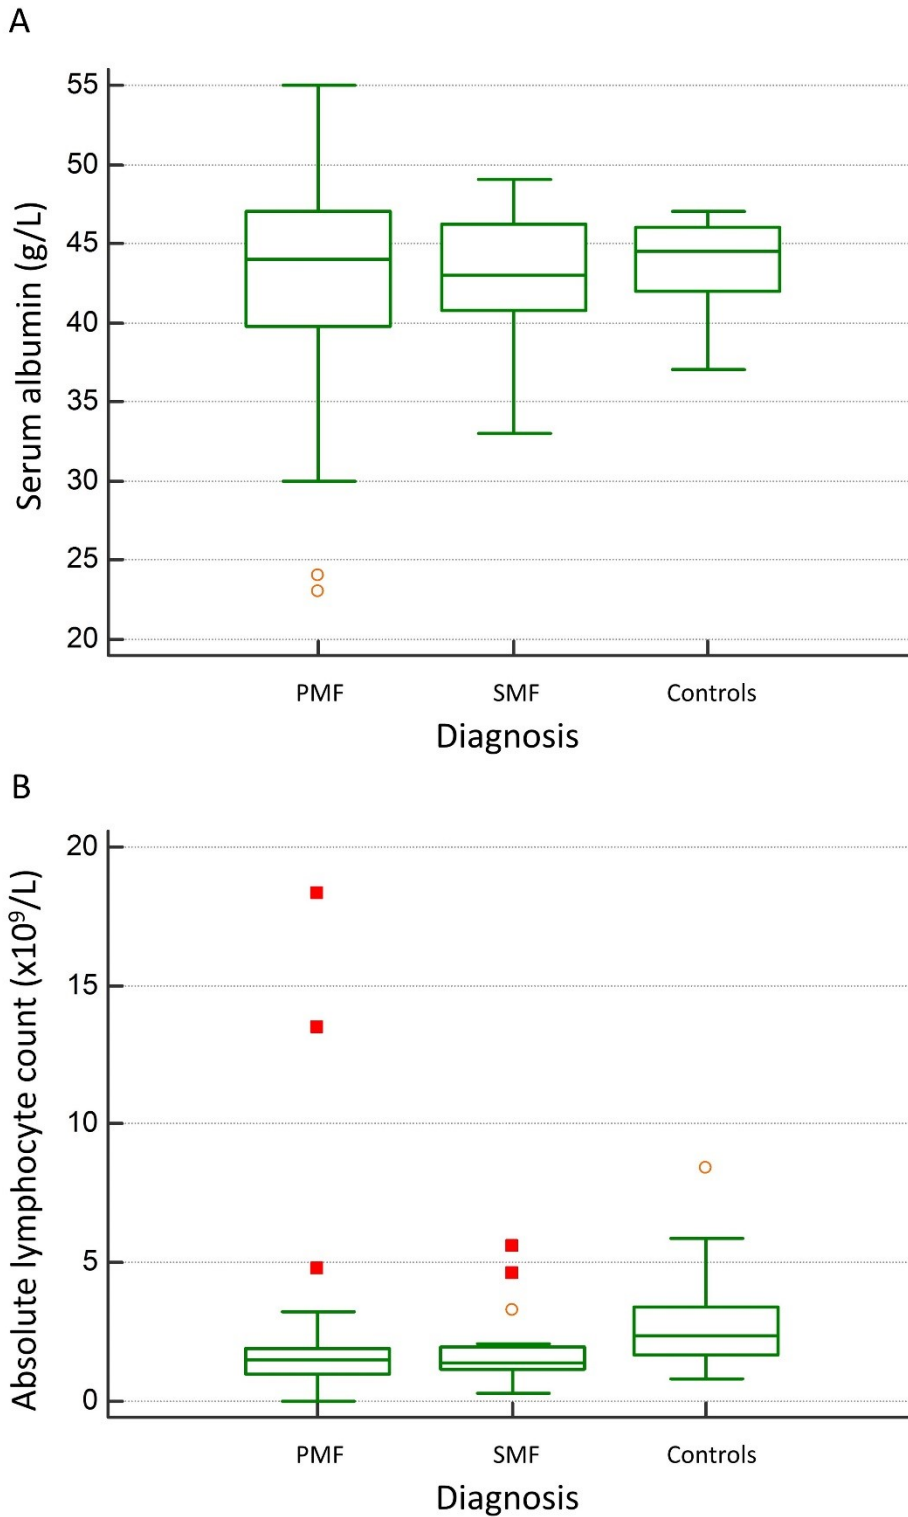 A
Serum albumin (g/L)
55
50
45
40
35
30
25
20
PMF SMF Controls
Diagnosis
B
Absolute lymphocyte count (x10⁹/L)
20
15
10
5
0
PMF SMF Controls
Diagnosis